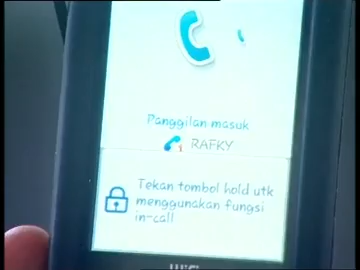 Panggilan masuk
RAFKY
Tekan tombol hold utk
menggunakan fungsi
in-call